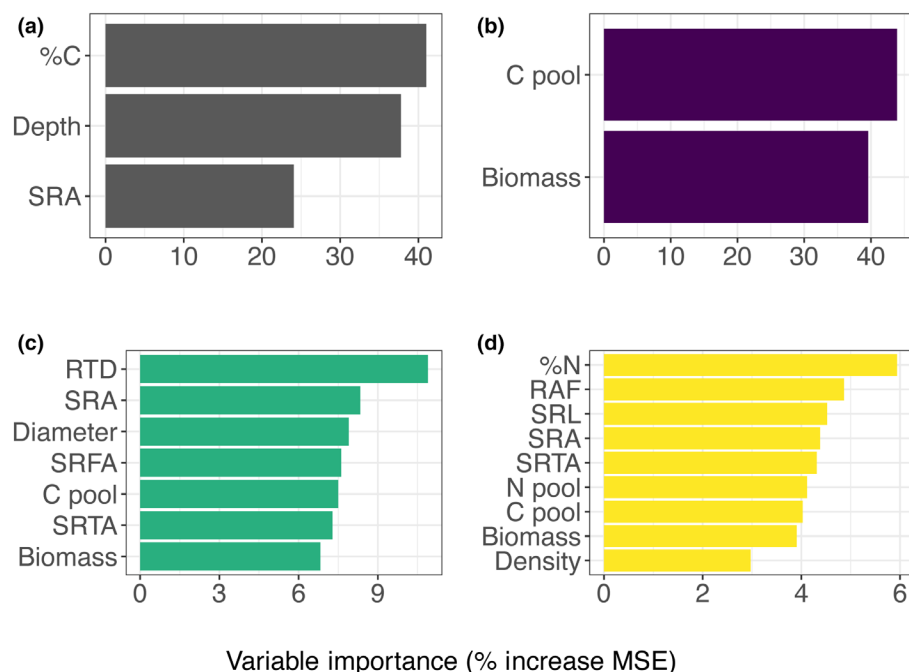 (a)
%C
Depth
SRA
0 10 20 30 40
(b)
C pool
Biomass
0 10 20 30 40
(c)
RTD
SRA
Diameter
SRFA
C pool
SRTA
Biomass
0 3 6 9
(d)
%N
RAF
SRL
SRA
SRTA
N pool
C pool
Biomass
Density
0 2 4 6
Variable importance (% increase MSE)